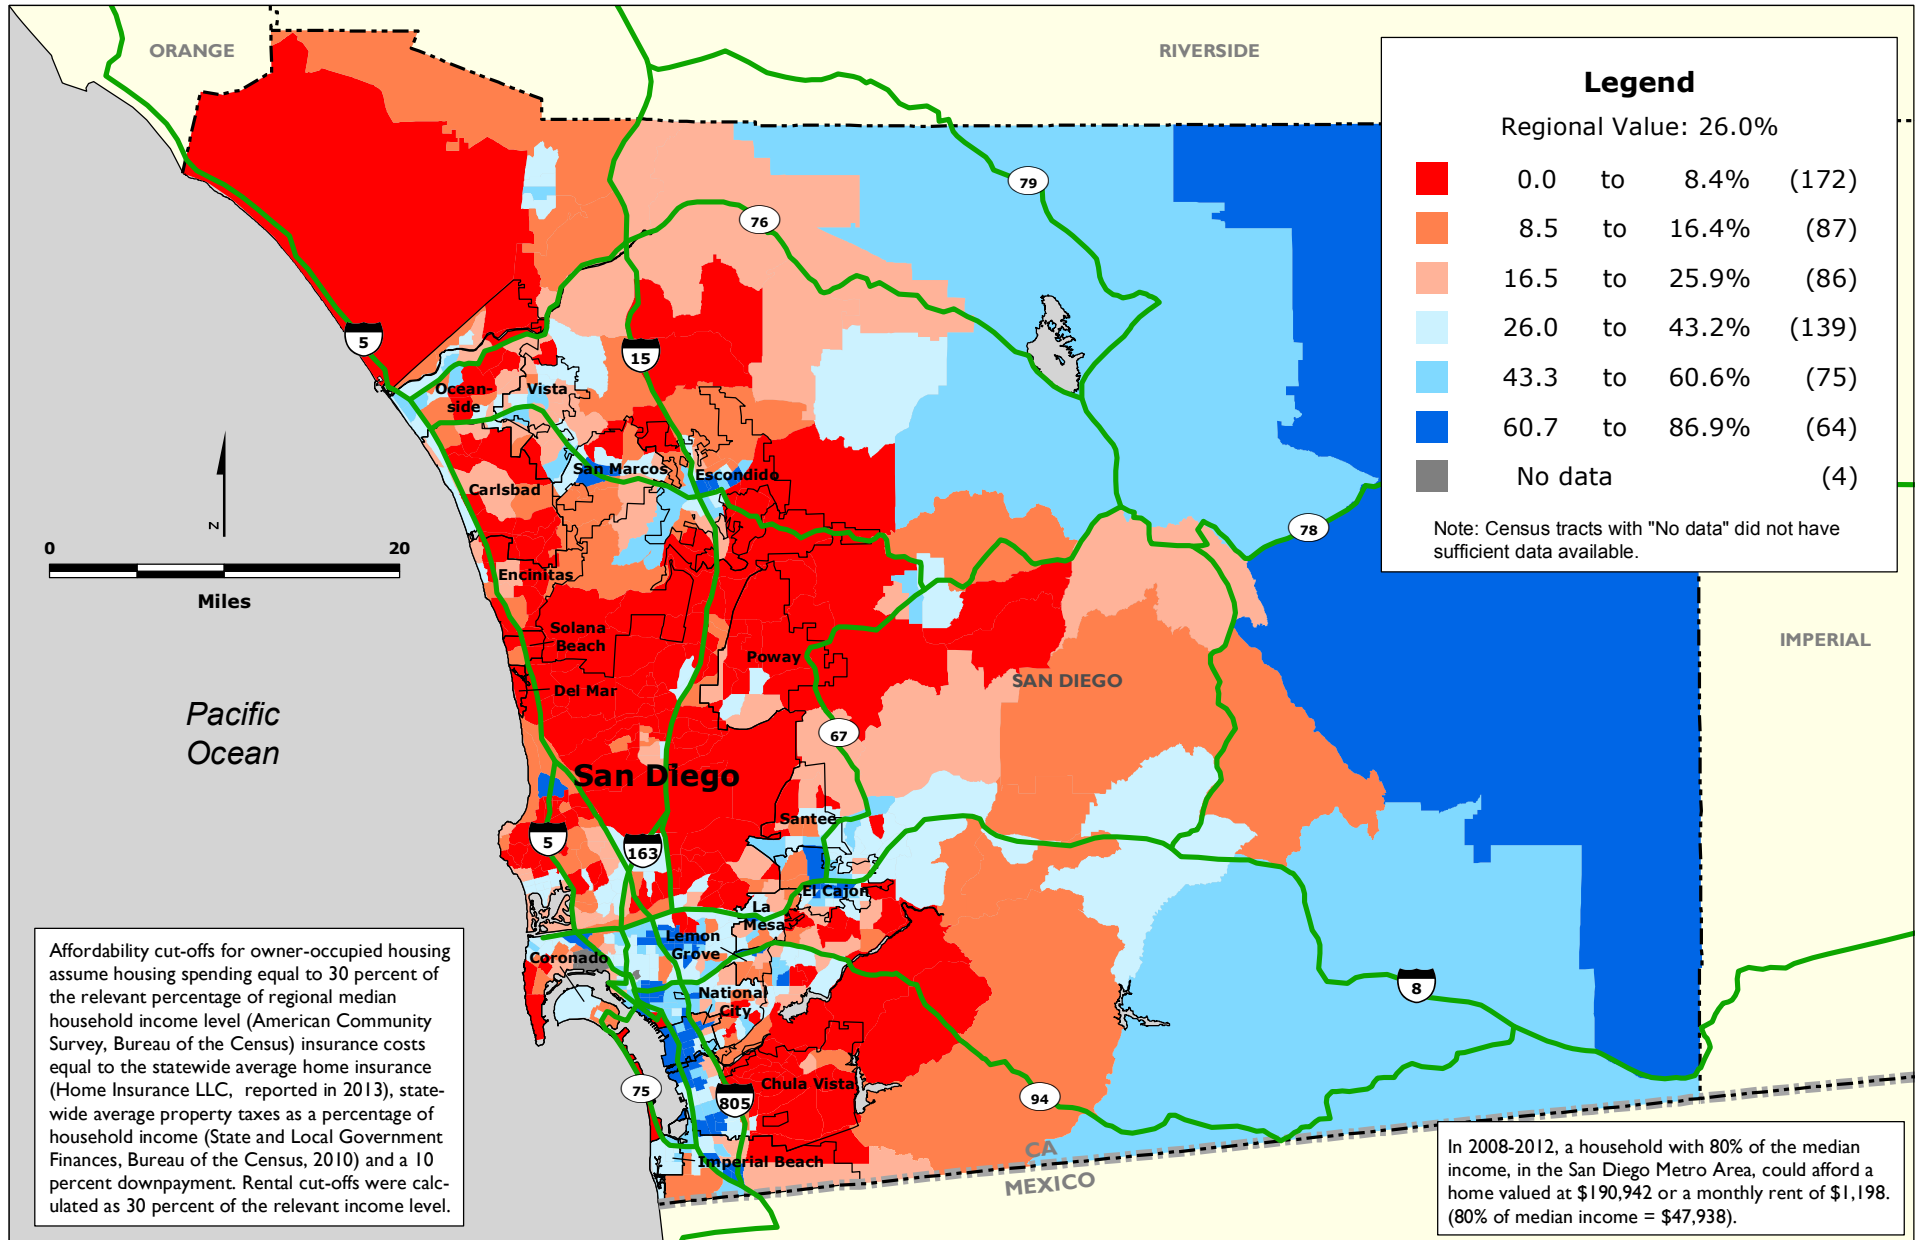 ORANGE
RIVERSIDE
Legend
Regional Value: 26.0%
0.0 to 8.4% (172)
8.5 to 16.4% (87)
16.5 to 25.9% (86)
26.0 to 43.2% (139)
43.3 to 60.6% (75)
60.7 to 86.9% (64)
No data (4)
Note: Census tracts with "No data" did not have
sufficient data available.
79
76
5
15
Ocean-
side
Vista
San Marcos
Escondido
Carlsbad
78
N
0 20
Miles
Encinitas
Solana
Beach
Poway
Del Mar
SAN DIEGO
IMPERIAL
Pacific
Ocean
67
San Diego
Santee
5
163
El Cajon
La
Mesa
Lemon
Grove
Coronado
National
City
8
75
805
Chula Vista
94
Imperial Beach
CA
MEXICO
Affordability cut-offs for owner-occupied housing
assume housing spending equal to 30 percent of
the relevant percentage of regional median
household income level (American Community
Survey, Bureau of the Census) insurance costs
equal to the statewide average home insurance
(Home Insurance LLC, reported in 2013), state-
wide average property taxes as a percentage of
household income (State and Local Government
Finances, Bureau of the Census, 2010) and a 10
percent downpayment. Rental cut-offs were calc-
ulated as 30 percent of the relevant income level.
In 2008-2012, a household with 80% of the median
income, in the San Diego Metro Area, could afford a
home valued at $190,942 or a monthly rent of $1,198.
(80% of median income = $47,938).